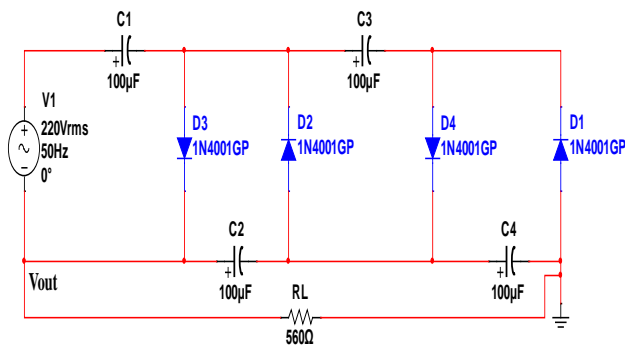 C1
C3
+
+
100µF
100µF
V1
D3
D2
D4
D1
+
220Vrms
1N4001GP
1N4001GP
1N4001GP
1N4001GP
50Hz
0°
C2
C4
+
+
Vout
100µF
RL
100µF
560Ω